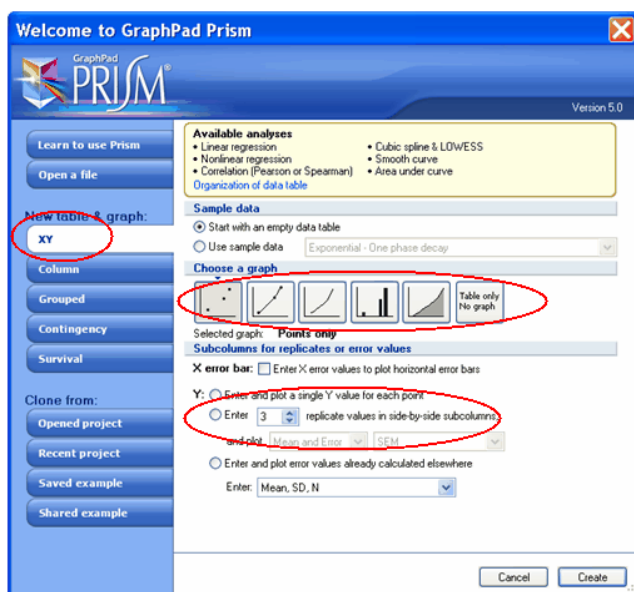 Welcome to GraphPad Prism
GraphPad
PRISM®
Version 5.0
Learn to use Prism
Open a file
New table & graph:
XY
Column
Grouped
Contingency
Survival
Clone from:
Opened project
Recent project
Saved example
Shared example
Available analyses
• Linear regression
• Nonlinear regression
• Correlation (Pearson or Spearman)
• Cubic spline & LOWESS
• Smooth curve
• Area under curve
Organization of data table
Sample data
Start with an empty data table
Use sample data Exponential - One phase decay
Choose a graph
Table only
No graph
Selected graph: Points only
Subcolumns for replicates or error values
X error bar: Enter X error values to plot horizontal error bars
Y: Enter and plot a single Y value for each point
Enter 3 replicate values in side-by-side subcolumns
and plot Mean and Error SEM
Enter and plot error values already calculated elsewhere
Enter: Mean, SD, N
Cancel Create